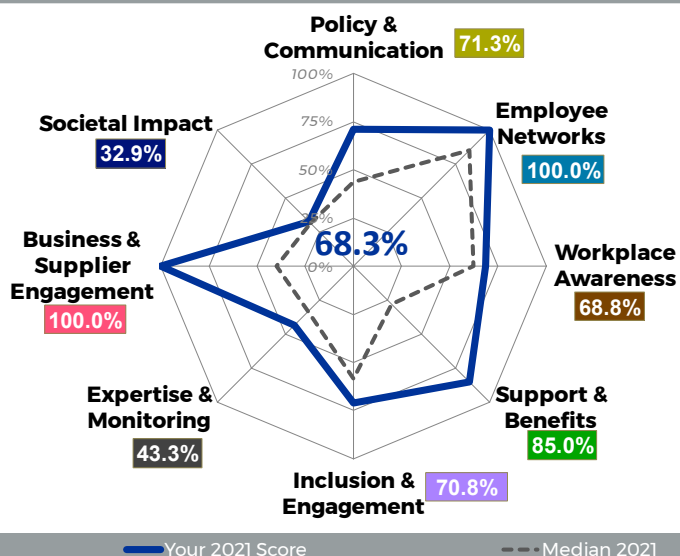 Policy &
Communication
71.3%
100%
75%
50%
25%
0%
68.3%
Employee
Networks
100.0%
Workplace
Awareness
68.8%
Support &
Benefits
85.0%
Inclusion &
Engagement
70.8%
Expertise &
Monitoring
43.3%
Business &
Supplier
Engagement
100.0%
Societal Impact
32.9%
Your 2021 Score
Median 2021